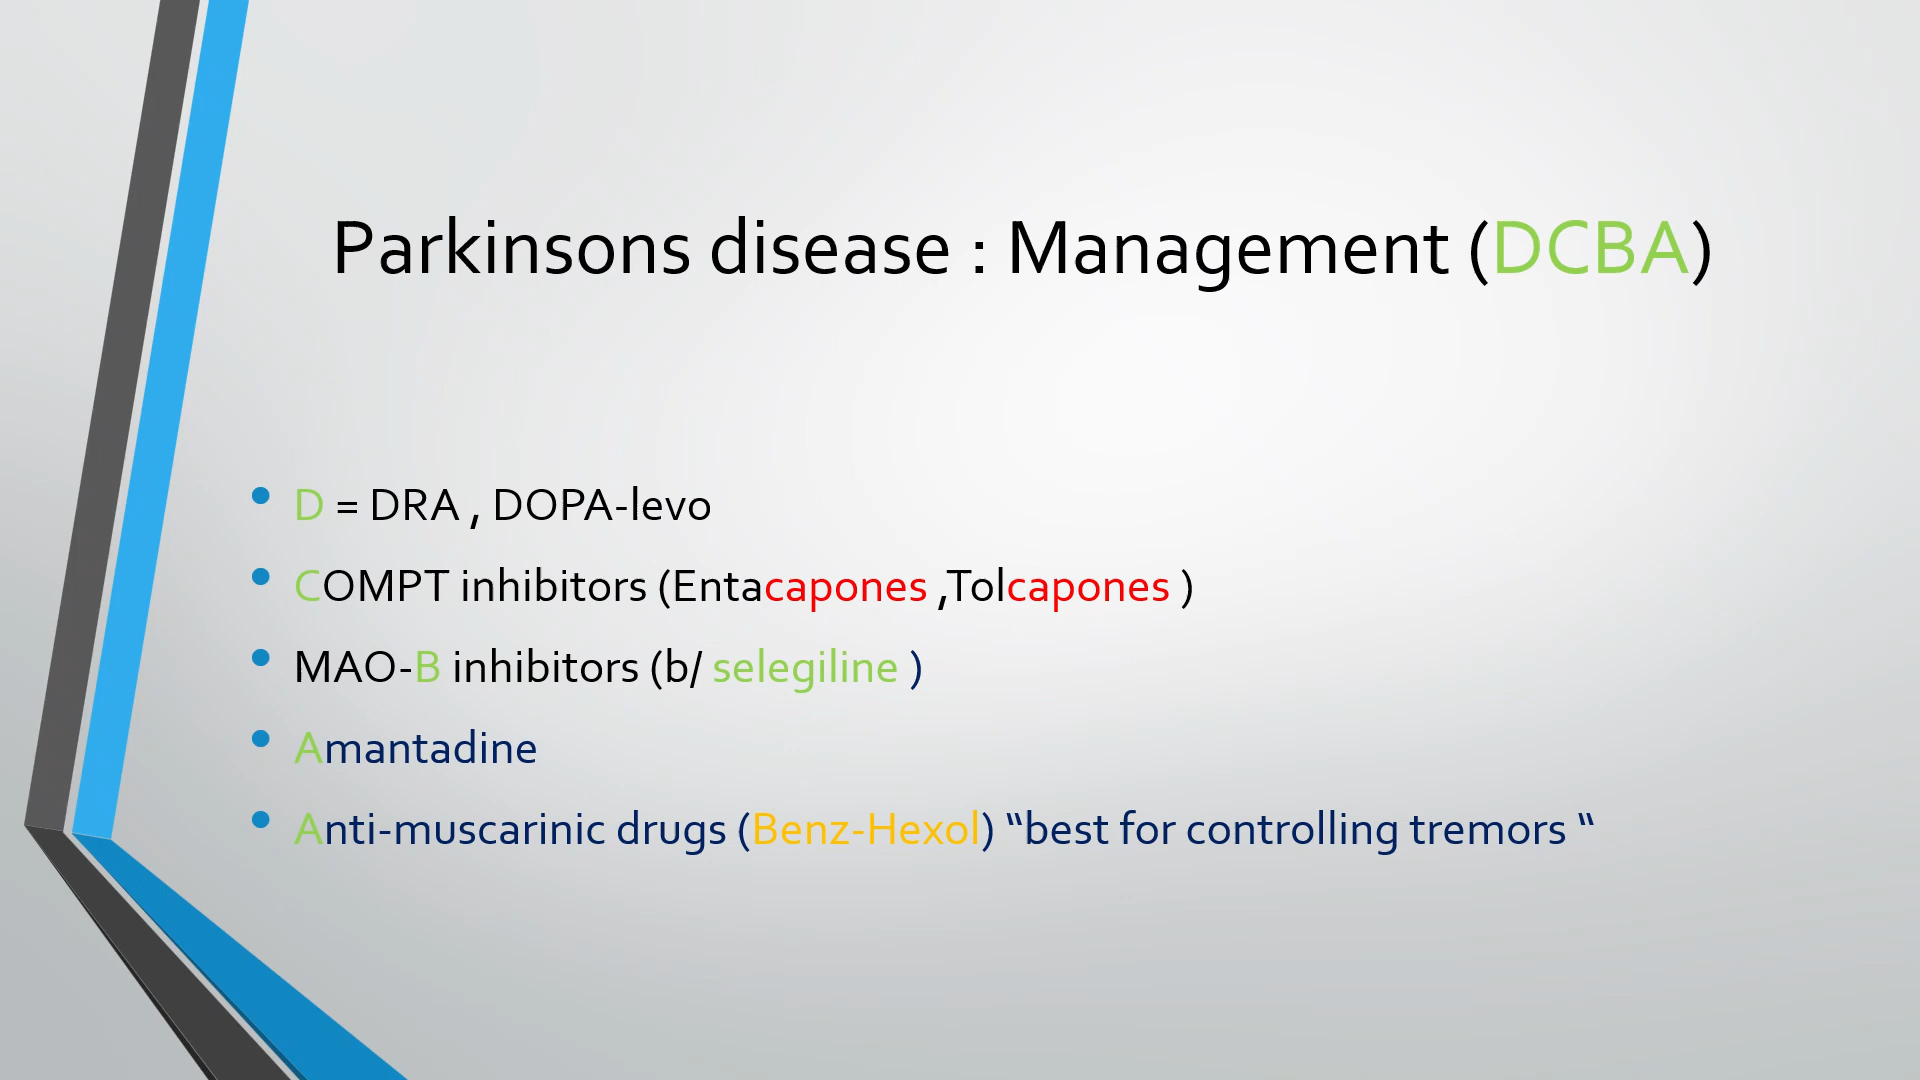 Parkinsons disease : Management (DCBA)
• D = DRA , DOPA-levo
• COMPT inhibitors (Entacapones ,Tolcapones )
• MAO-B inhibitors (b/ selegiline )
• Amantadine
• Anti-muscarinic drugs (Benz-Hexol) “best for controlling tremors “